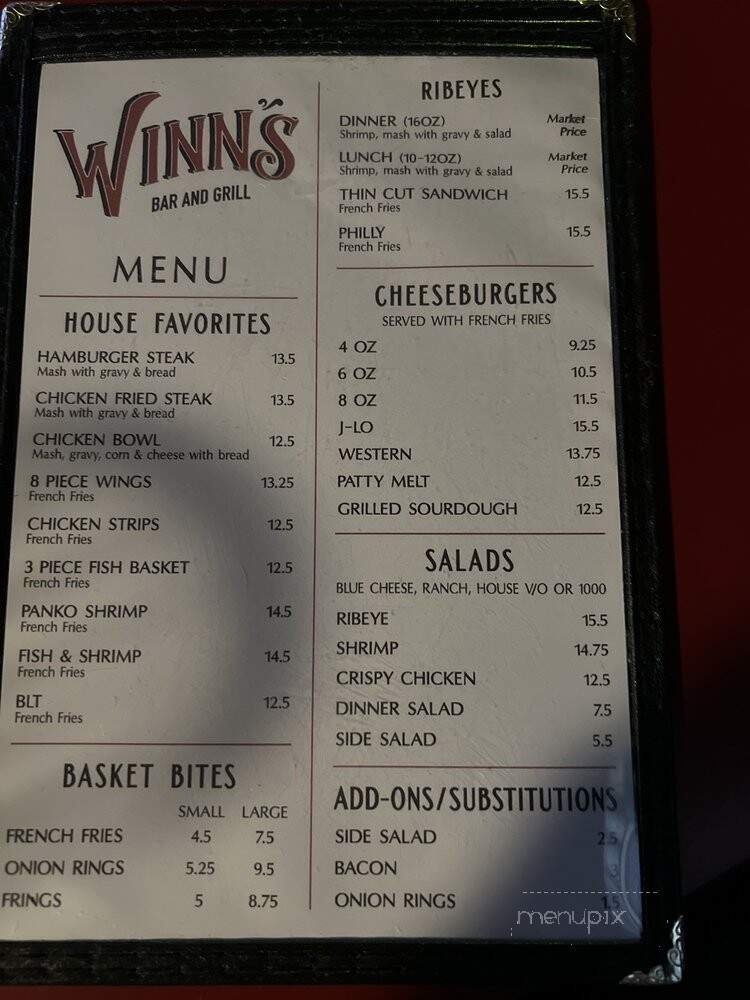 WINN'S
BAR AND GRILL
MENU
HOUSE FAVORITES
HAMBURGER STEAK 13.5
Mash with gravy & bread
CHICKEN FRIED STEAK 13.5
Mash with gravy & bread
CHICKEN BOWL 12.5
Mash, gravy, corn & cheese with bread
8 PIECE WINGS 13.25
French Fries
CHICKEN STRIPS 12.5
French Fries
3 PIECE FISH BASKET 12.5
French Fries
PANKO SHRIMP 14.5
French Fries
FISH & SHRIMP 14.5
French Fries
BLT 12.5
French Fries
BASKET BITES
SMALL LARGE
FRENCH FRIES 4.5 7.5
ONION RINGS 5.25 9.5
FRINGS 5 8.75
RIBEYES
DINNER (16OZ) Market Price
Shrimp, mash with gravy & salad
LUNCH (10-12OZ) Market Price
Shrimp, mash with gravy & salad
THIN CUT SANDWICH 15.5
French Fries
PHILLY 15.5
French Fries
CHEESEBURGERS
SERVED WITH FRENCH FRIES
4 OZ 9.25
6 OZ 10.5
8 OZ 11.5
J-LO 15.5
WESTERN 13.75
PATTY MELT 12.5
GRILLED SOURDOUGH 12.5
SALADS
BLUE CHEESE, RANCH, HOUSE V/O OR 1000
RIBEYE 15.5
SHRIMP 14.75
CRISPY CHICKEN 12.5
DINNER SALAD 7.5
SIDE SALAD 5.5
ADD-ONS/SUBSTITUTIONS
SIDE SALAD 2.5
BACON 3
ONION RINGS 1.5
menupix